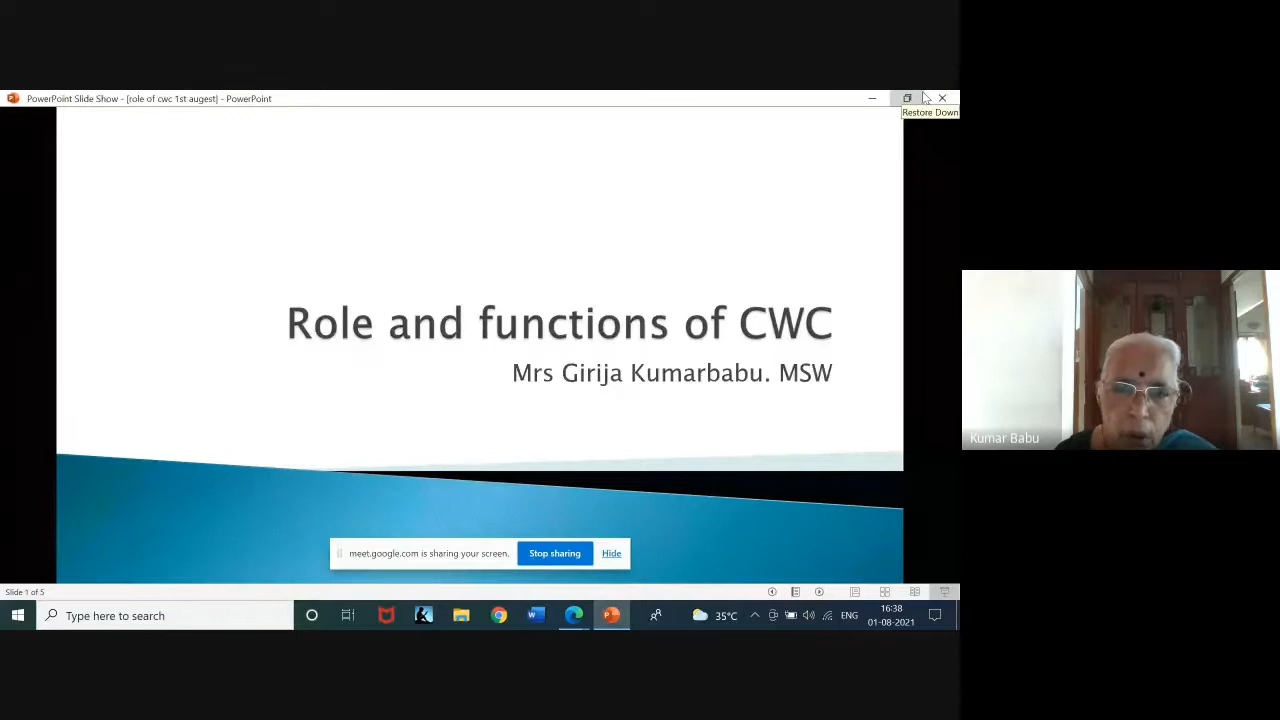 PowerPoint Slide Show - [role of cwc 1st augest] - PowerPoint
Restore Down
Role and functions of CWC
Mrs Girija Kumarbabu. MSW
Kumar Babu
meet.google.com is sharing your screen.
Stop sharing
Hide
Slide 1 of 5
Type here to search
35°C
ENG
16:38
01-08-2021